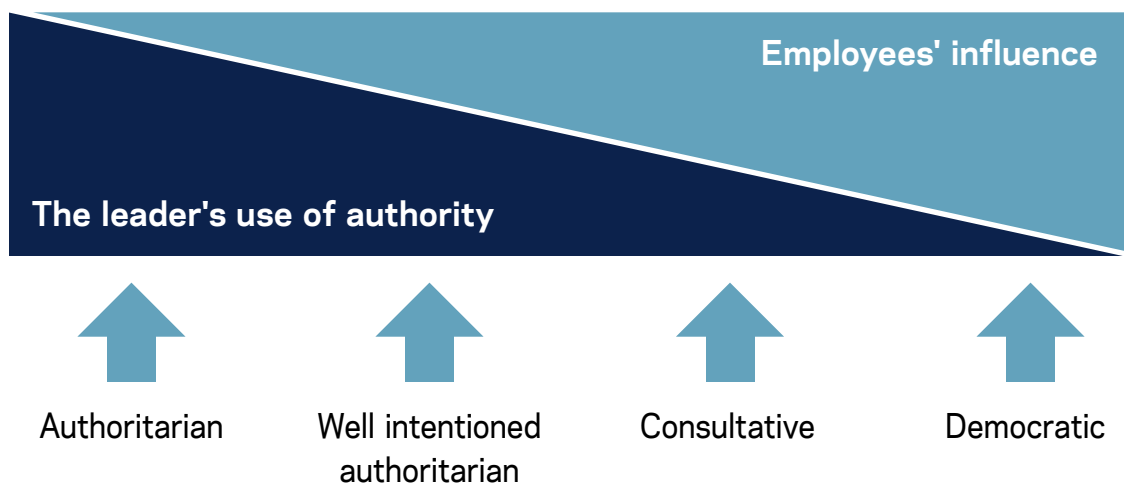 Employees' influence
The leader's use of authority
Authoritarian
Well intentioned
authoritarian
Consultative
Democratic